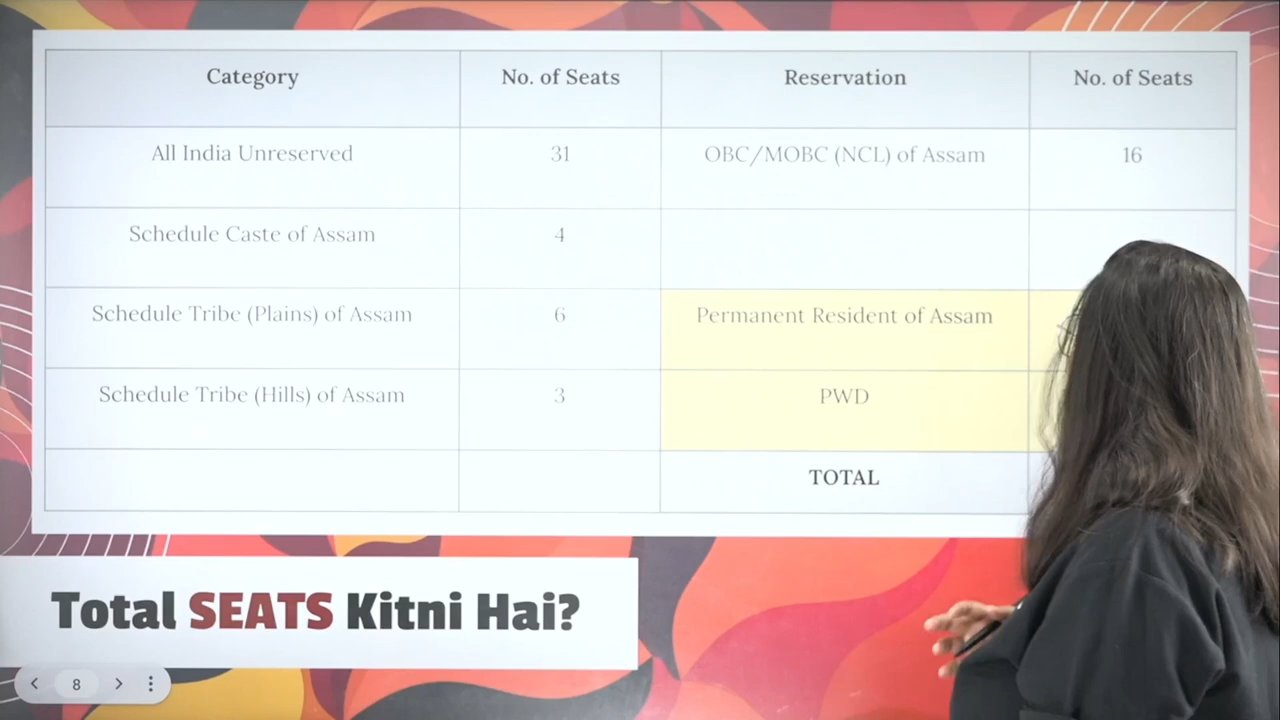 Category No. of Seats Reservation No. of Seats
All India Unreserved 31 OBC/MOBC (NCL) of Assam 16
Schedule Caste of Assam 4
Schedule Tribe (Plains) of Assam 6 Permanent Resident of Assam
Schedule Tribe (Hills) of Assam 3 PWD
TOTAL
Total SEATS Kitni Hai?
8